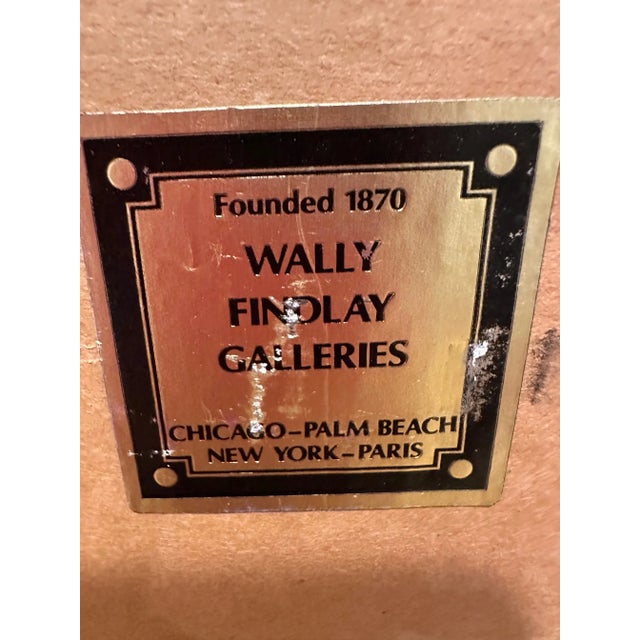 Founded 1870
WALLY
FINDLAY
GALLERIES
CHICAGO–PALM BEACH
NEW YORK–PARIS